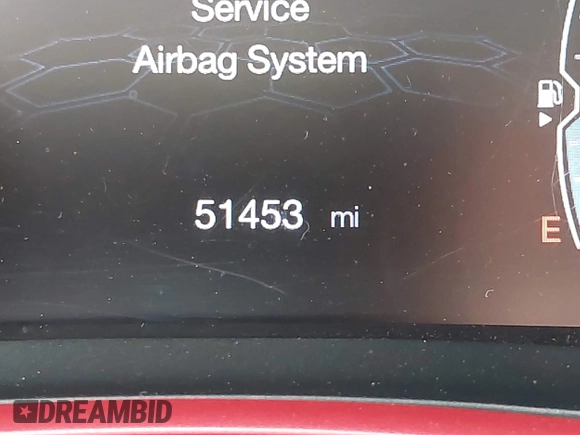 Service
Airbag System
51453 mi
E
DREAMBID